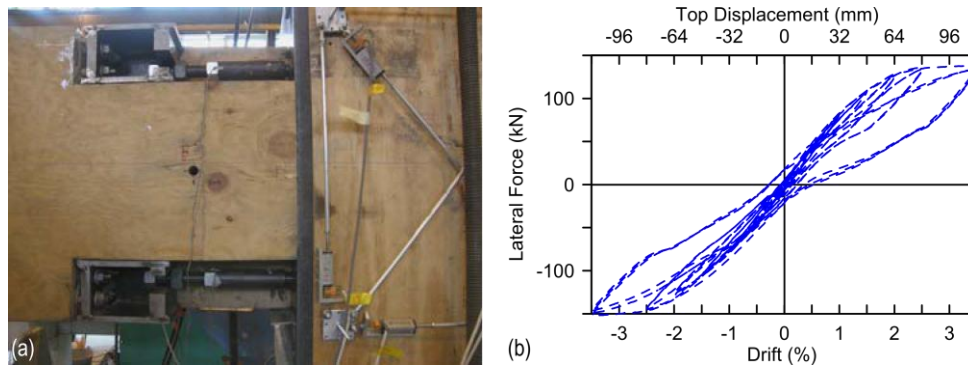 (a)
Top Displacement (mm)
-96 -64 -32 0 32 64 96
Lateral Force (kN)
100
0
-100
-3 -2 -1 0 1 2 3
Drift (%)
(b)